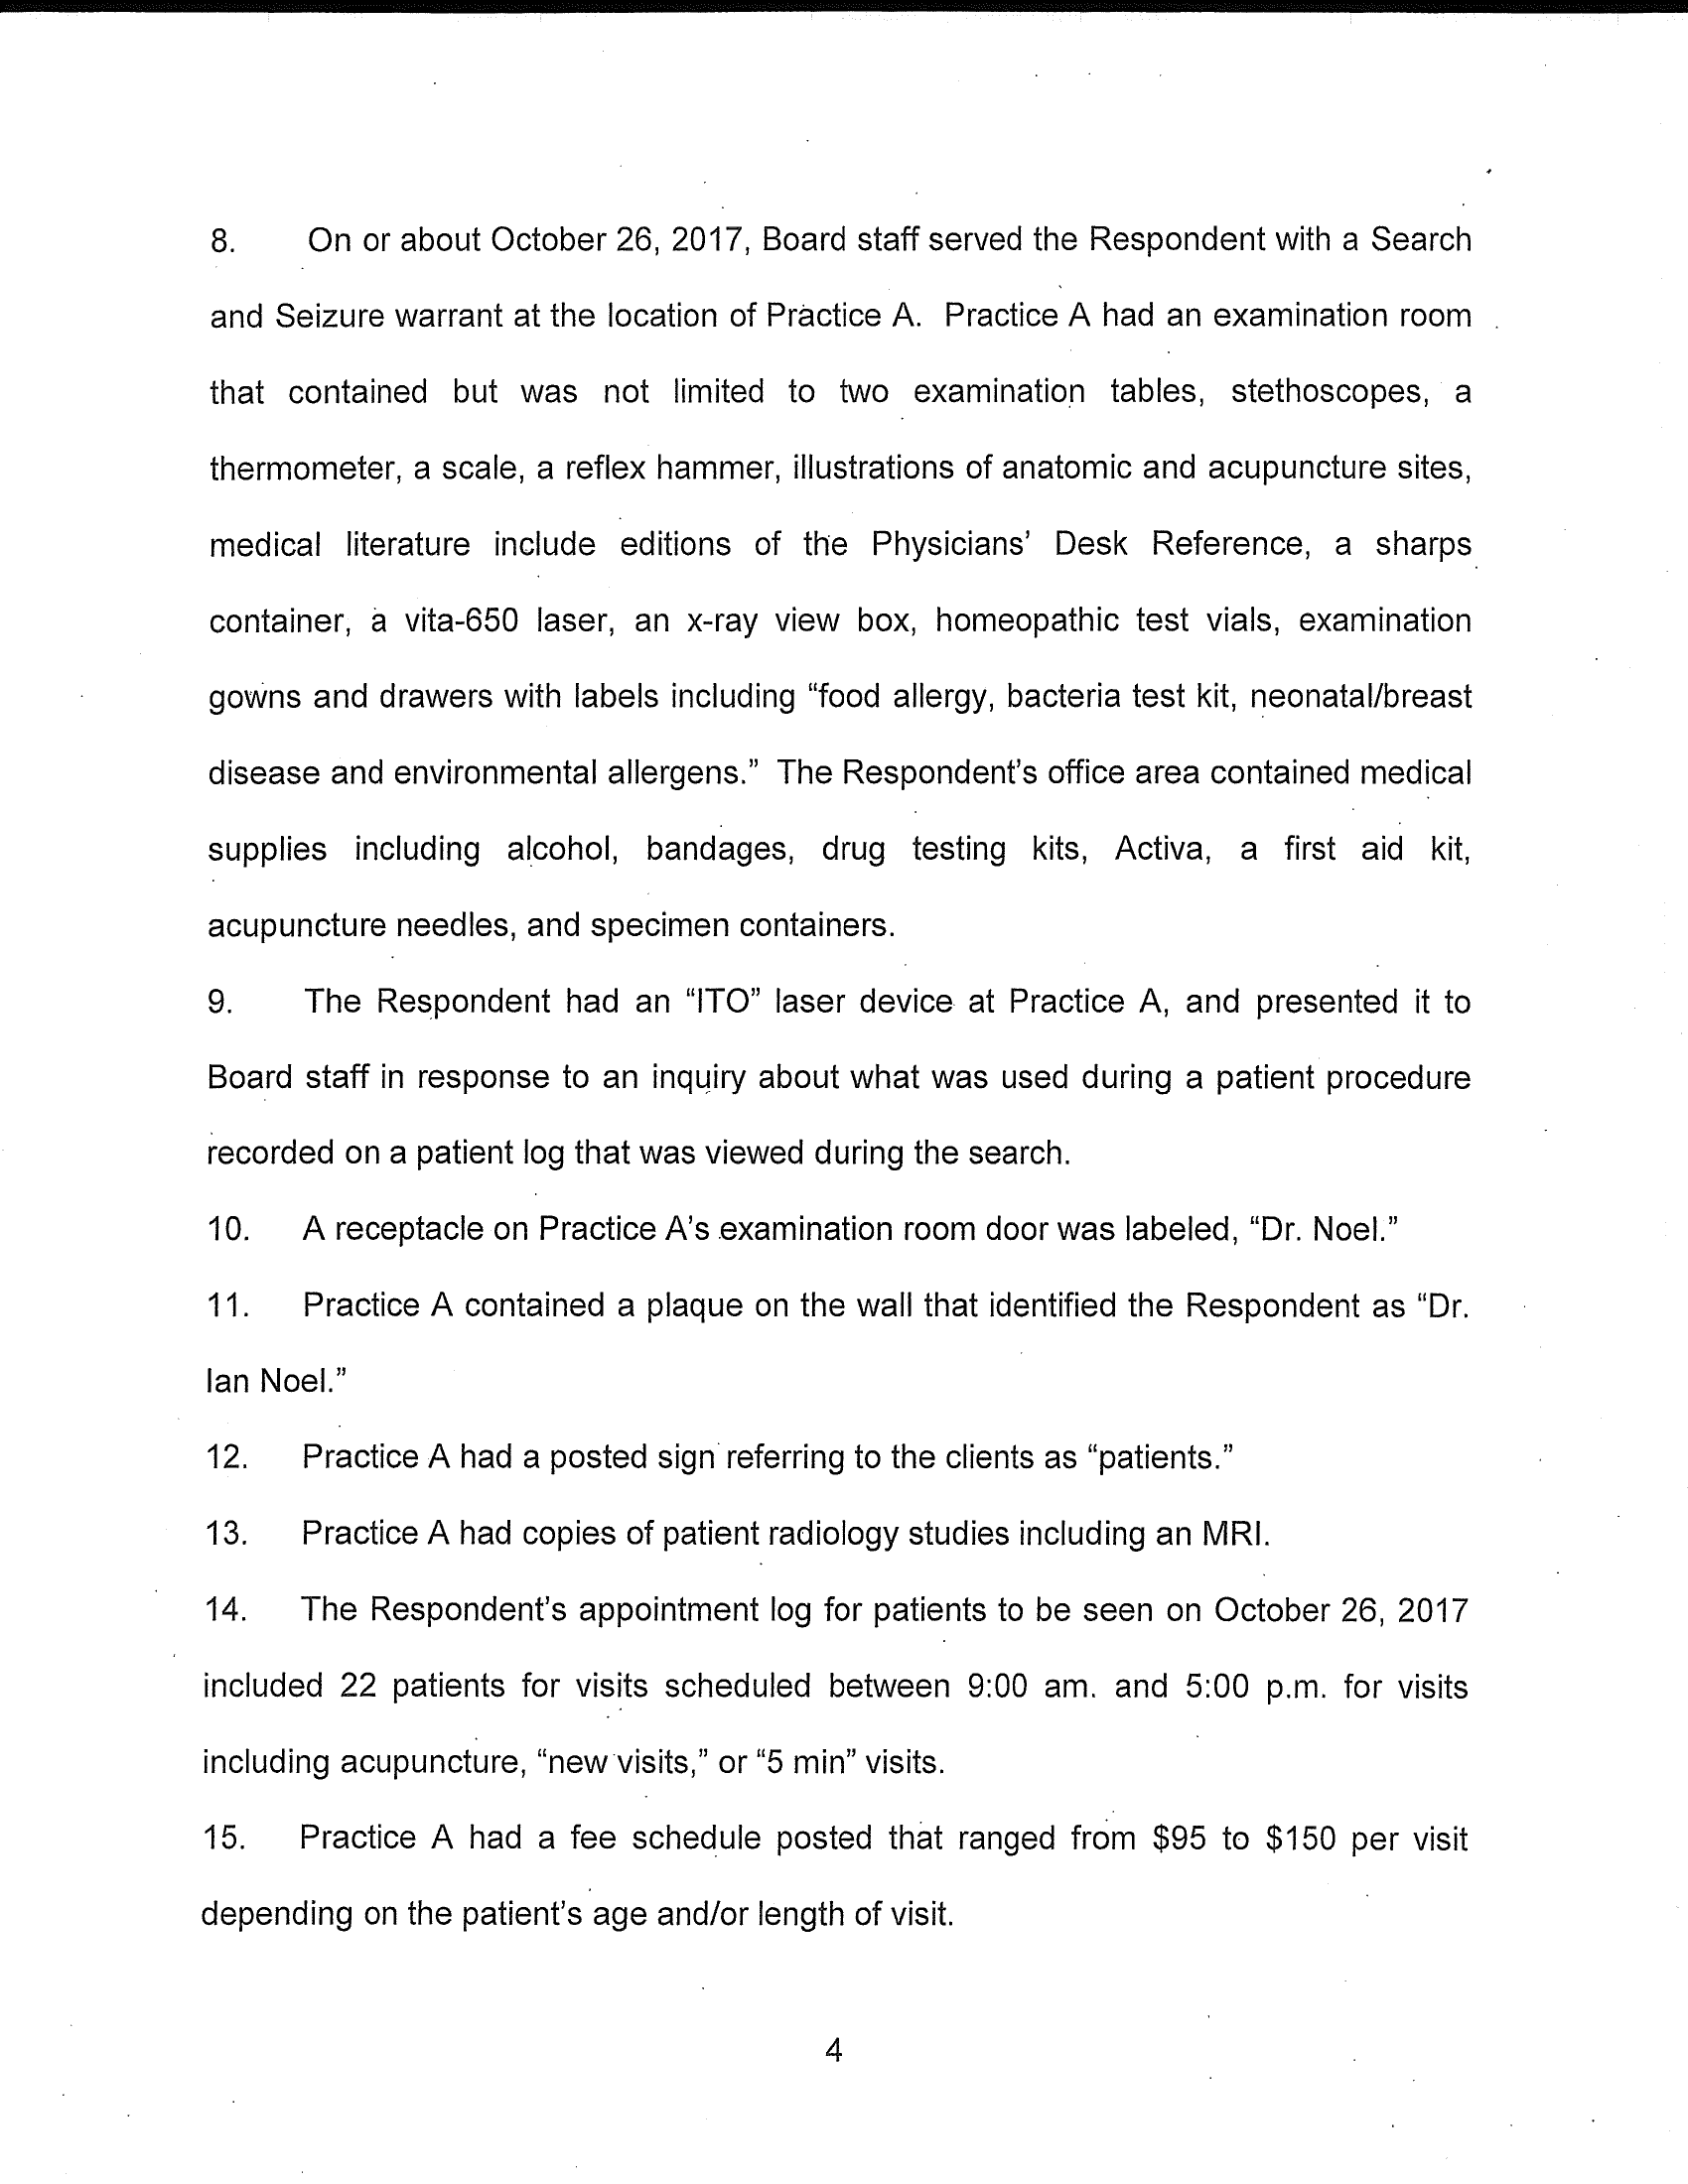 8. On or about October 26, 2017, Board staff served the Respondent with a Search
and Seizure warrant at the location of Practice A. Practice A had an examination room
that contained but was not limited to two examination tables, stethoscopes, a
thermometer, a scale, a reflex hammer, illustrations of anatomic and acupuncture sites,
medical literature include editions of the Physicians’ Desk Reference, a sharps
container, a vita-650 laser, an x-ray view box, homeopathic test vials, examination
gowns and drawers with labels including “food allergy, bacteria test kit, neonatal/breast
disease and environmental allergens.” The Respondent’s office area contained medical
supplies including alcohol, bandages, drug testing kits, Activa, a first aid kit,
acupuncture needles, and specimen containers.
9. The Respondent had an “ITO” laser device at Practice A, and presented it to
Board staff in response to an inquiry about what was used during a patient procedure
recorded on a patient log that was viewed during the search.
10. A receptacle on Practice A’s examination room door was labeled, “Dr. Noel.”
11. Practice A contained a plaque on the wall that identified the Respondent as “Dr.
Ian Noel.”
12. Practice A had a posted sign referring to the clients as “patients.”
13. Practice A had copies of patient radiology studies including an MRI.
14. The Respondent’s appointment log for patients to be seen on October 26, 2017
included 22 patients for visits scheduled between 9:00 am. and 5:00 p.m. for visits
including acupuncture, “new visits,” or “5 min” visits.
15. Practice A had a fee schedule posted that ranged from $95 to $150 per visit
depending on the patient’s age and/or length of visit.
4